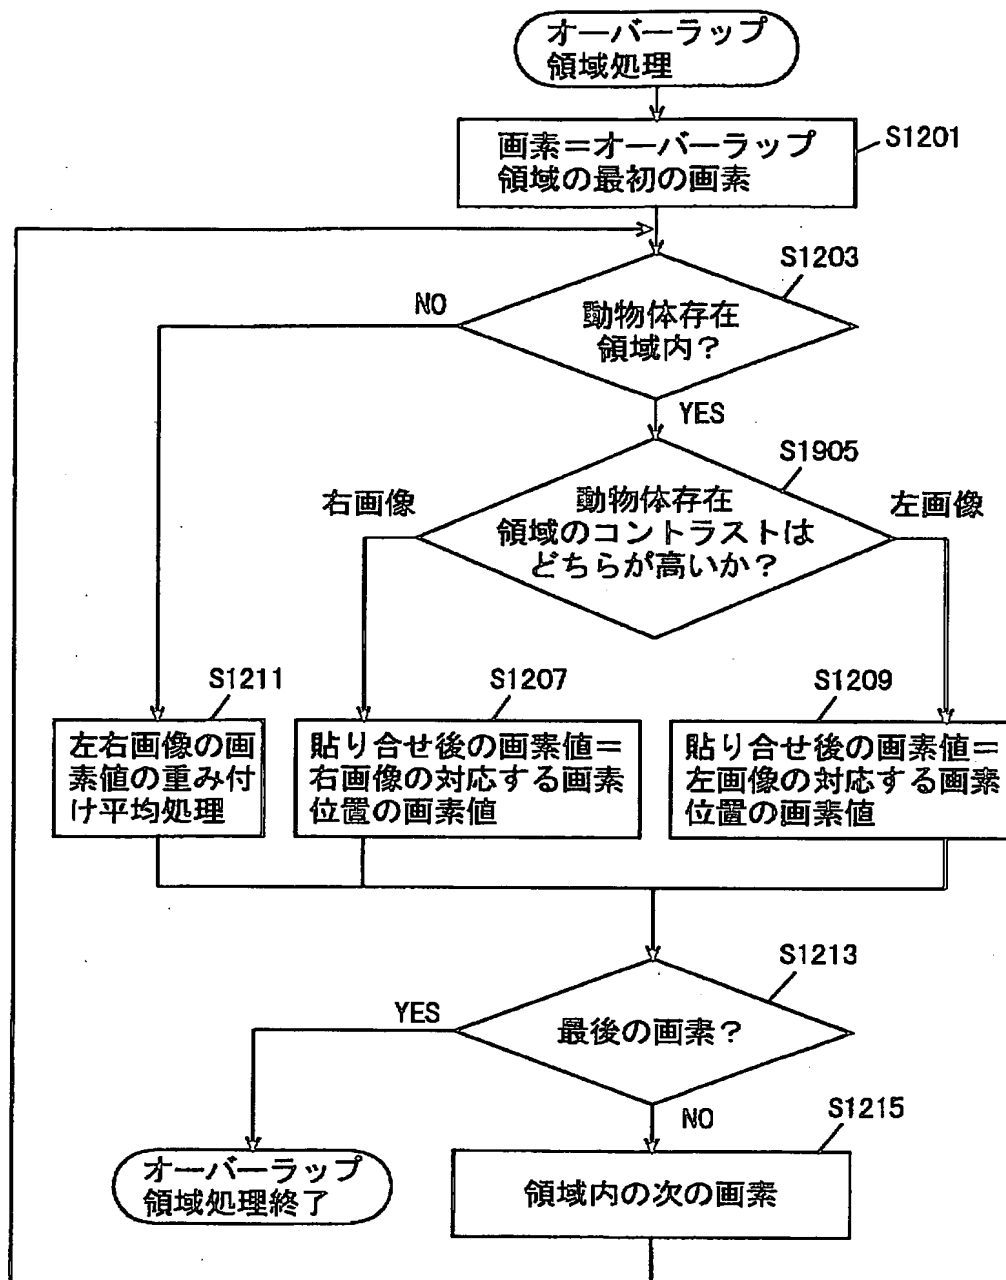 オーバーラップ
領域処理
画素＝オーバーラップ
領域の最初の画素
S1201
S1203
NO
動物体存在
領域内？
YES
S1905
右画像
動物体存在
領域のコントラストは
どちらが高いか？
左画像
S1211
左右画像の画
素値の重み付
け平均処理
S1207
貼り合せ後の画素値＝
右画像の対応する画素
位置の画素値
S1209
貼り合せ後の画素値＝
左画像の対応する画素
位置の画素値
S1213
YES
最後の画素？
NO
S1215
オーバーラップ
領域処理終了
領域内の次の画素